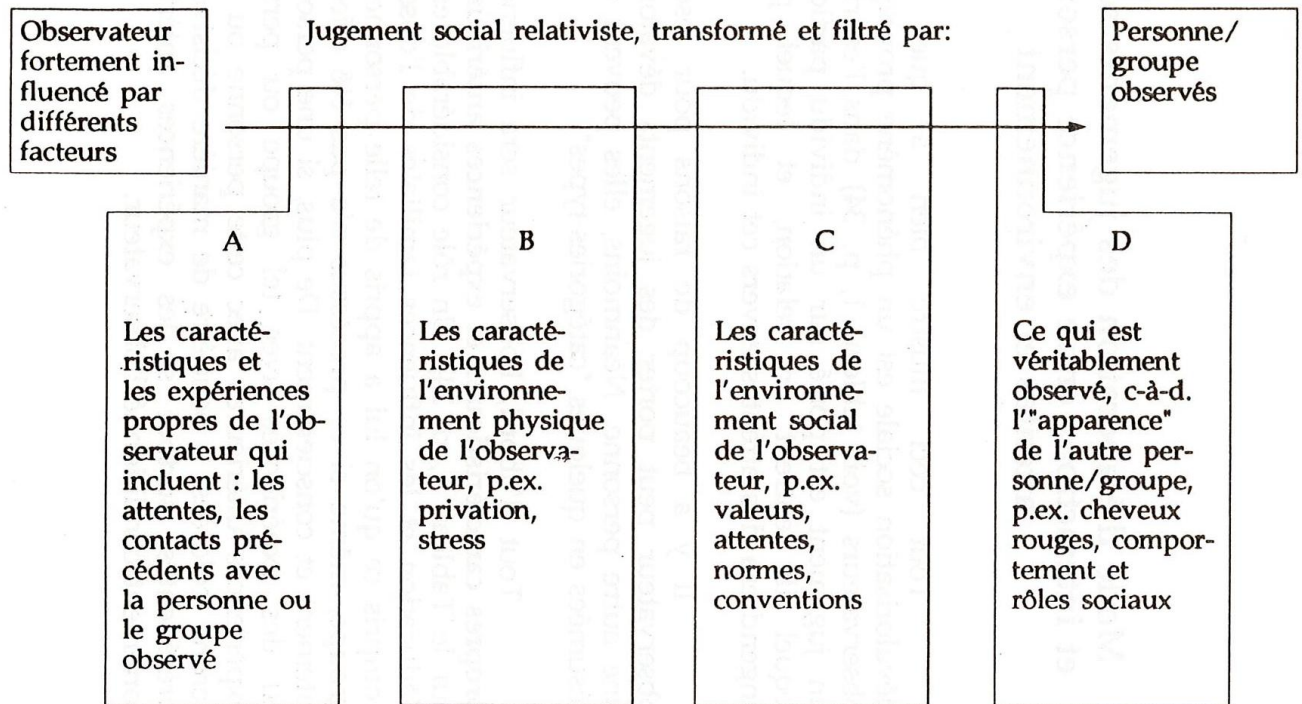 Observateur
fortement in-
fluencé par
différents
facteurs
Jugement social relativiste, transformé et filtré par:
Personne/
groupe
observés
A
Les caracté-
ristiques et
les expériences
propres de l'ob-
servateur qui
incluent : les
attentes, les
contacts pré-
cédents avec
la personne ou
le groupe
observé
B
Les caracté-
ristiques de
l'environne-
ment physique
de l'observa-
teur, p.ex.
privation,
stress
C
Les caracté-
ristiques de
l'environne-
ment social
de l'observa-
teur, p.ex.
valeurs,
attentes,
normes,
conventions
D
Ce qui est
véritablement
observé, c-à-d.
l'"apparence"
de l'autre per-
sonne/groupe,
p.ex. cheveux
rouges, compor-
tement et
rôles sociaux